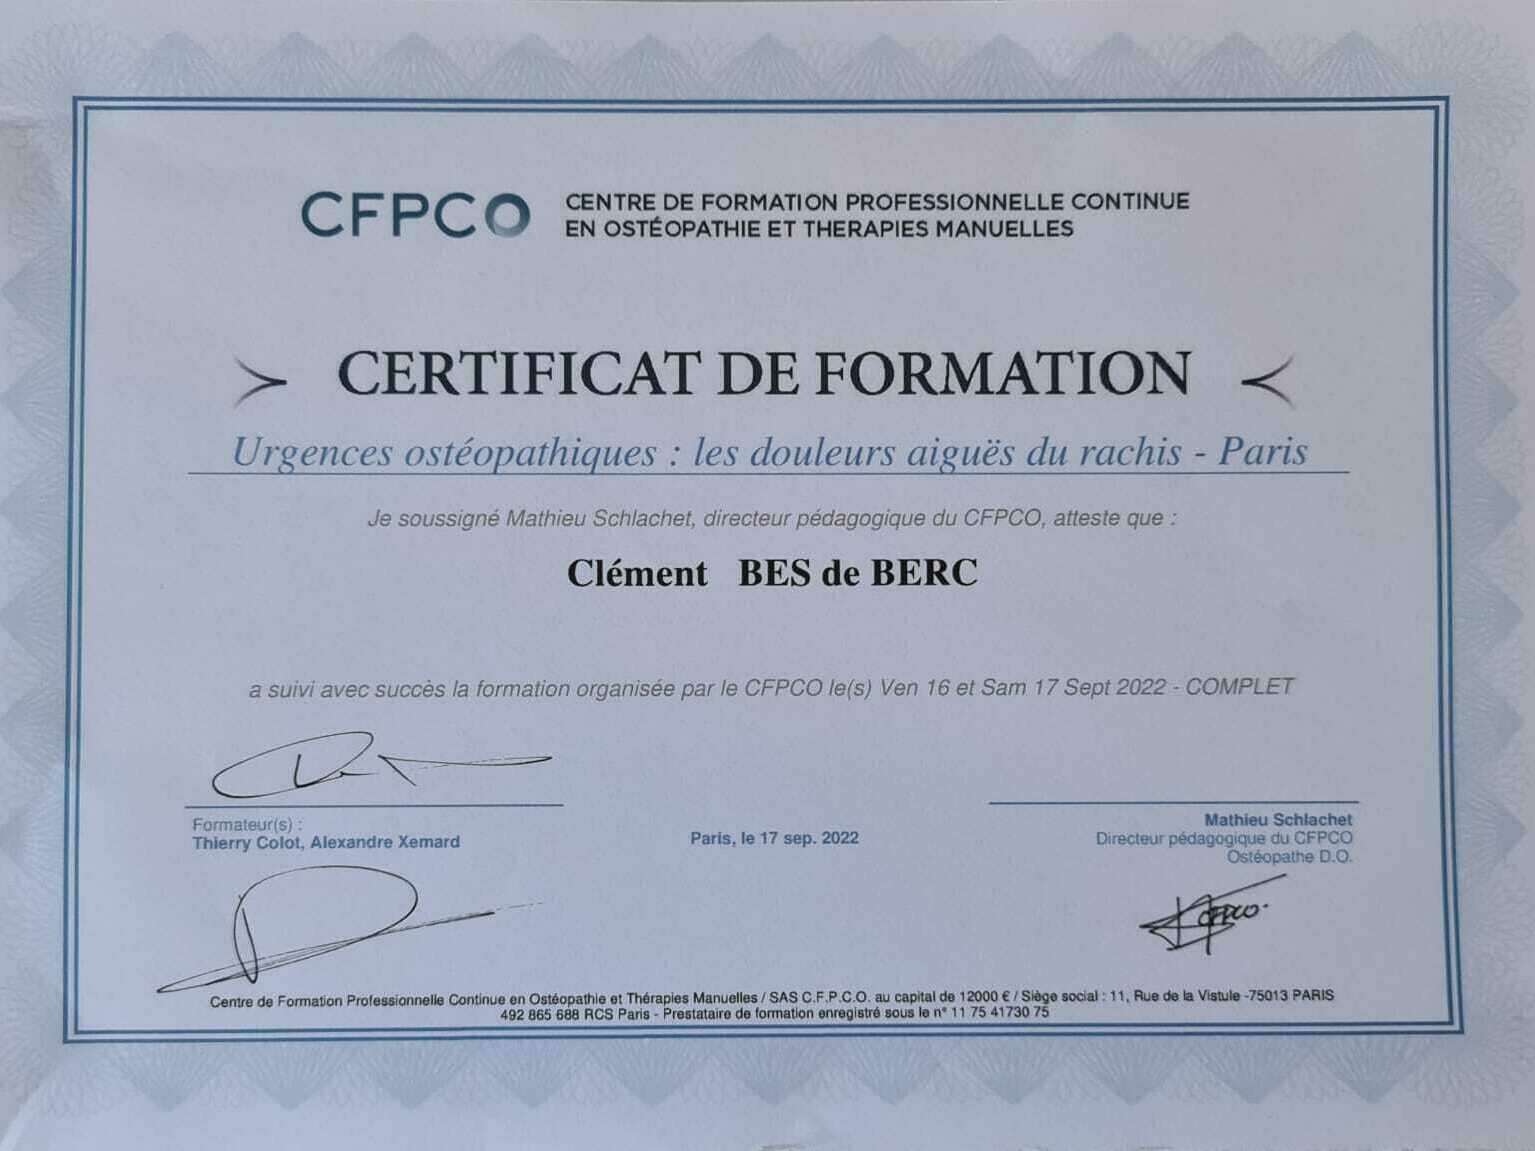 CFPCO
CENTRE DE FORMATION PROFESSIONNELLE CONTINUE
EN OSTÉOPATHIE ET THERAPIES MANUELLES
CERTIFICAT DE FORMATION
Urgences ostéopathiques : les douleurs aiguës du rachis - Paris
Je soussigné Mathieu Schlachet, directeur pédagogique du CFPCO, atteste que :
Clément BES de BERC
a suivi avec succès la formation organisée par le CFPCO le(s) Ven 16 et Sam 17 Sept 2022 - COMPLET
Formateur(s) :
Thierry Colot, Alexandre Xemard
Paris, le 17 sep. 2022
Mathieu Schlachet
Directeur pédagogique du CFPCO
Ostéopathe D.O.
CFPCO
Centre de Formation Professionnelle Continue en Ostéopathie et Thérapies Manuelles / SAS C.F.P.C.O. au capital de 12000 € / Siège social : 11, Rue de la Vistule -75013 PARIS
492 865 688 RCS Paris - Prestataire de formation enregistré sous le n° 11 75 41730 75